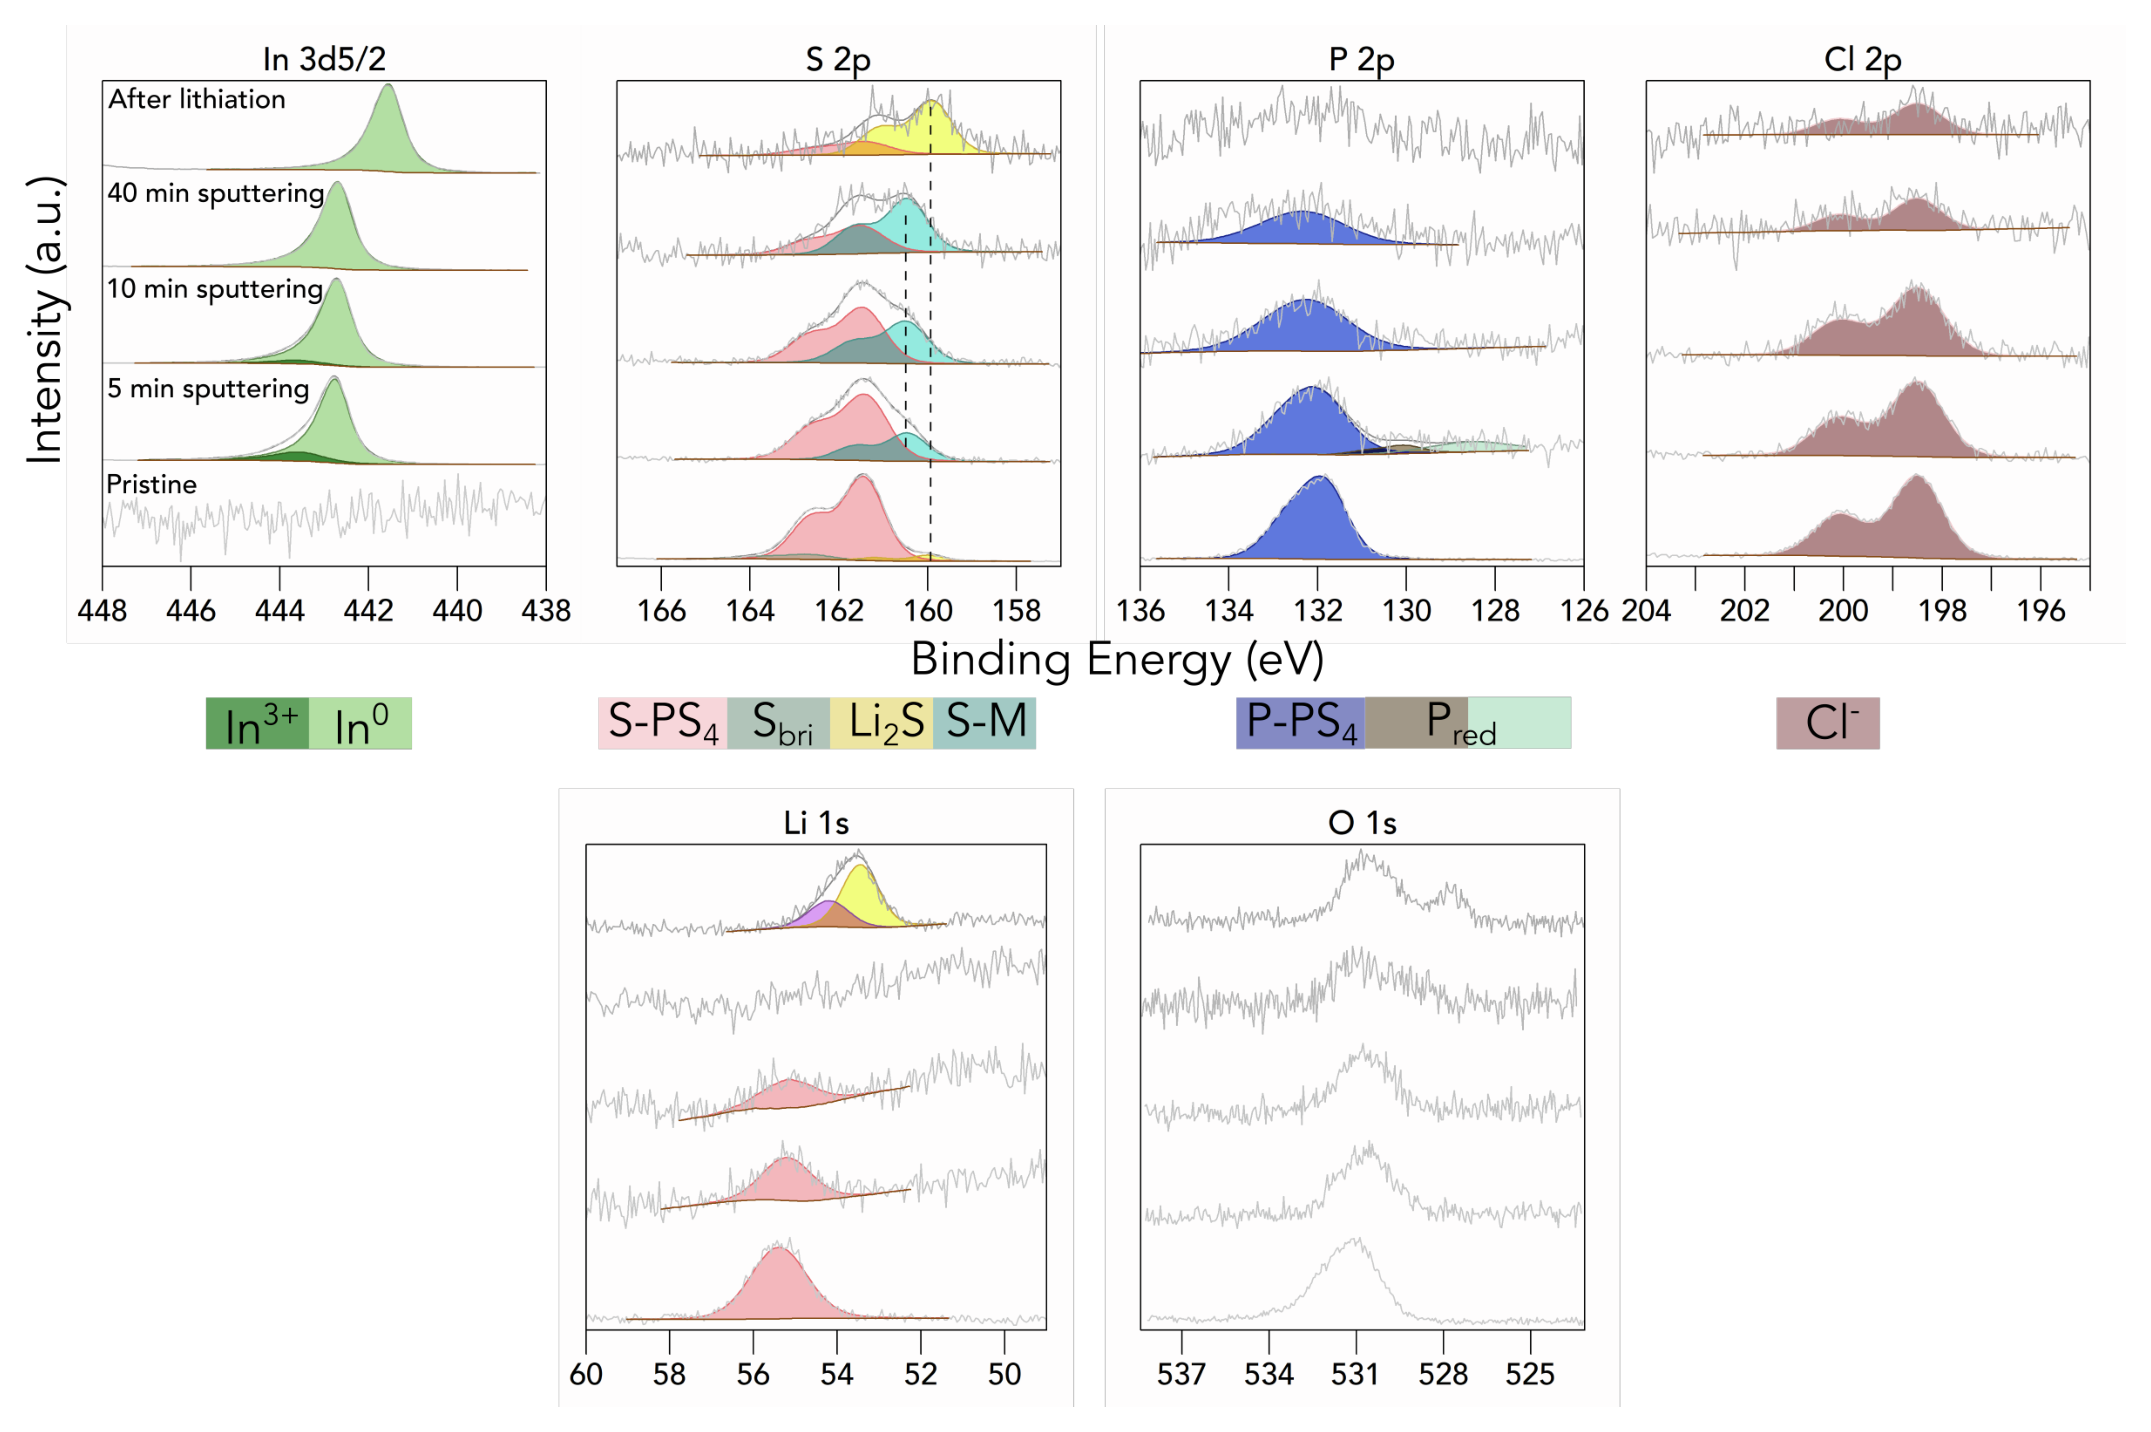 In 3d5/2
S 2p
P 2p
Cl 2p
After lithiation
40 min sputtering
10 min sputtering
5 min sputtering
Pristine
Intensity (a.u.)
448 446 444 442 440 438
166 164 162 160 158
136 134 132 130 128 126
204 202 200 198 196
Binding Energy (eV)
In³⁺ In⁰
S-PS₄ S_bri Li₂S S-M
P-PS₄ P_red
Cl⁻
Li 1s
O 1s
60 58 56 54 52 50
537 534 531 528 525